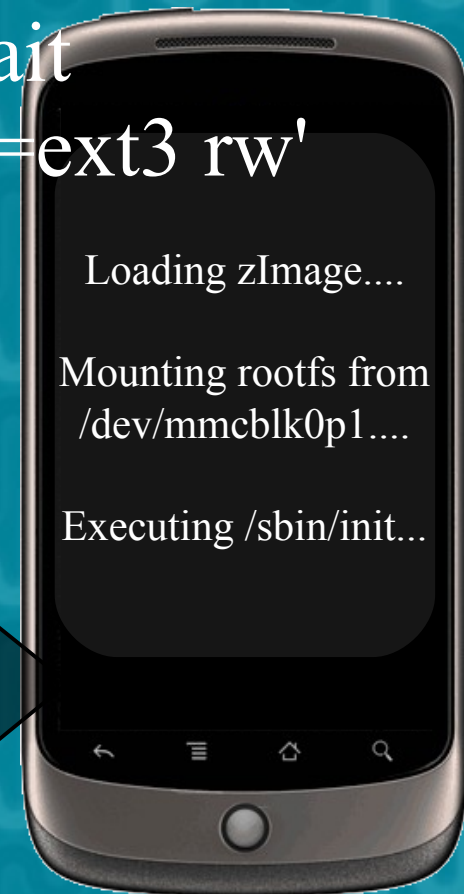 ait
=ext3 rw'
Loading zImage....
Mounting rootfs from
/dev/mmcblk0p1....
Executing /sbin/init...